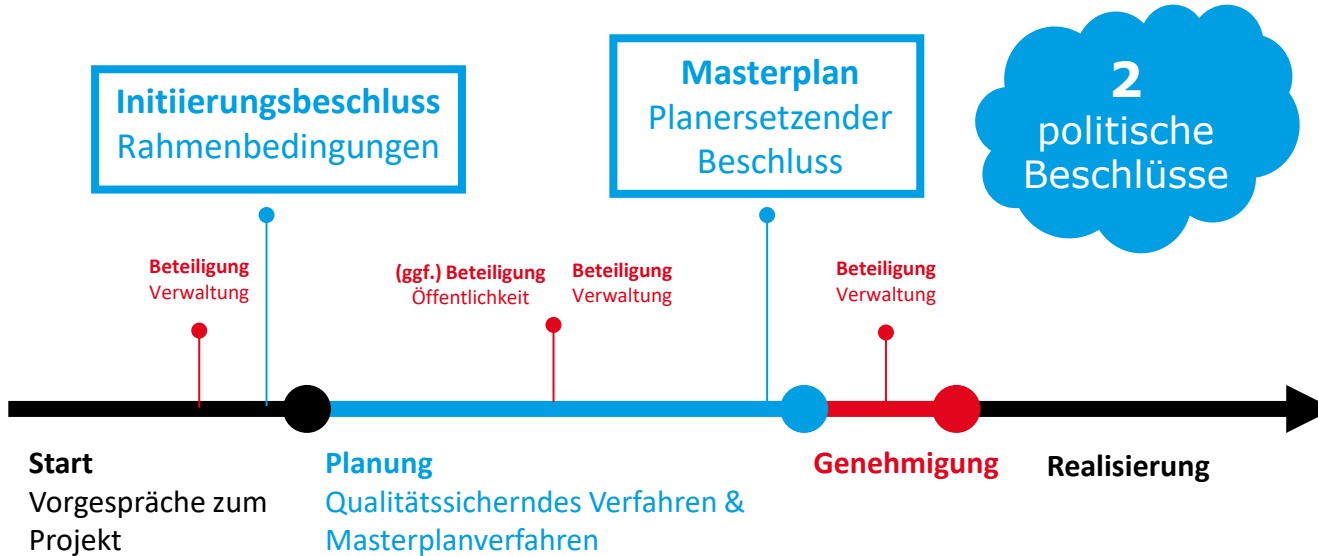 Initiierungsbeschluss
Rahmenbedingungen
Masterplan
Planersetzender
Beschluss
2
politische
Beschlüsse
Beteiligung
Verwaltung
(ggf.) Beteiligung
Öffentlichkeit
Beteiligung
Verwaltung
Beteiligung
Verwaltung
Start
Vorgespräche zum
Projekt
Planung
Qualitätssicherndes Verfahren &
Masterplanverfahren
Genehmigung
Realisierung